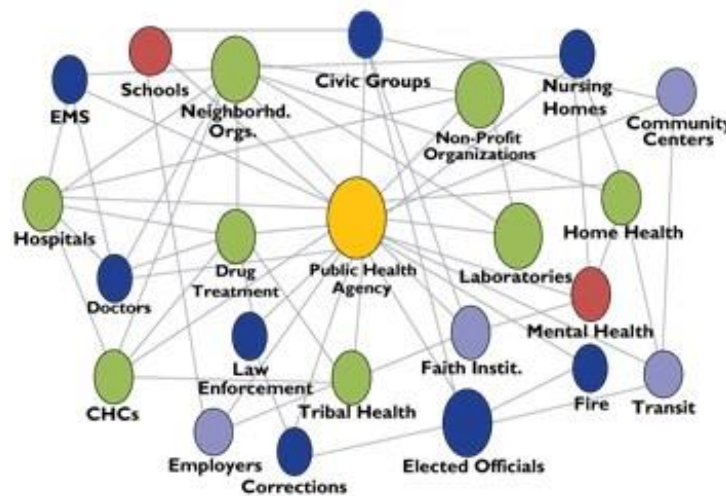 Schools
Civic Groups
Nursing
Homes
EMS
Neighborhd.
Orgs.
Non-Profit
Organizations
Community
Centers
Hospitals
Drug
Treatment
Public Health
Agency
Laboratories
Home Health
Doctors
Law
Enforcement
Faith Instit.
Mental Health
CHCs
Tribal Health
Fire
Transit
Employers
Corrections
Elected Officials